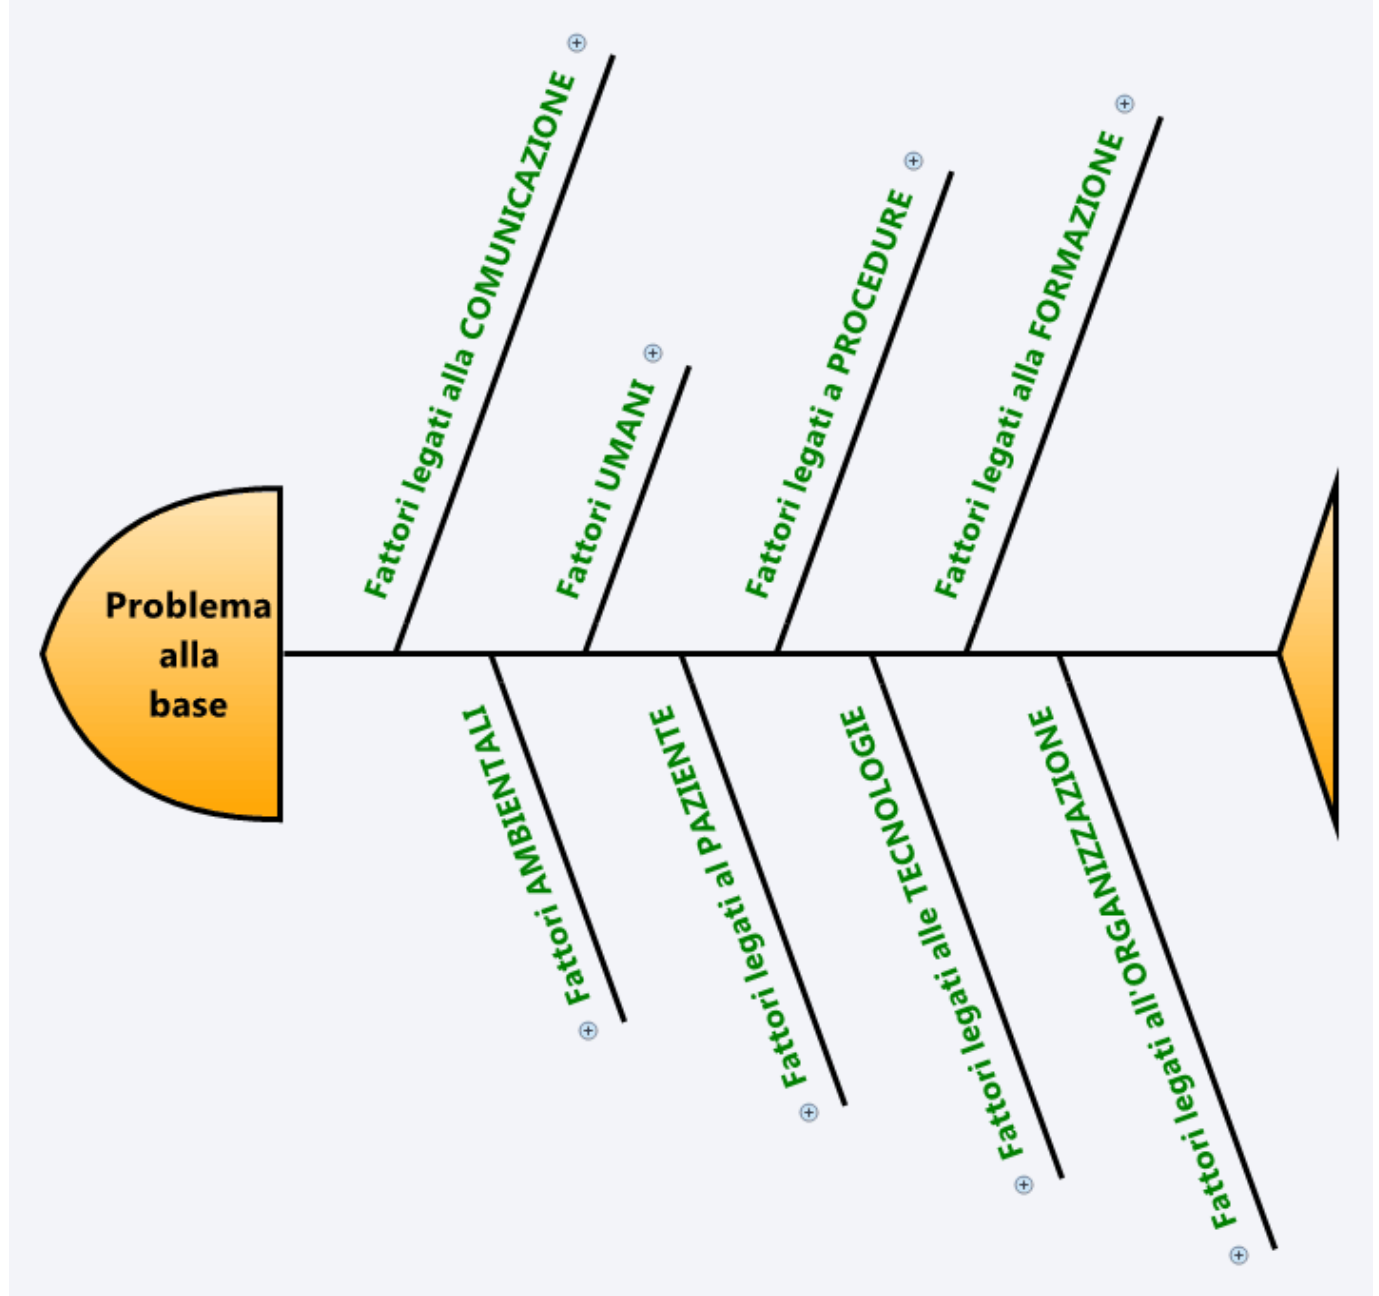 Fattori legati alla COMUNICAZIONE
Fattori UMANI
Fattori legati a PROCEDURE
Fattori legati alla FORMAZIONE
Problema
alla
base
Fattori AMBIENTALI
Fattori legati al PAZIENTE
Fattori legati alle TECNOLOGIE
Fattori legati all'ORGANIZZAZIONE